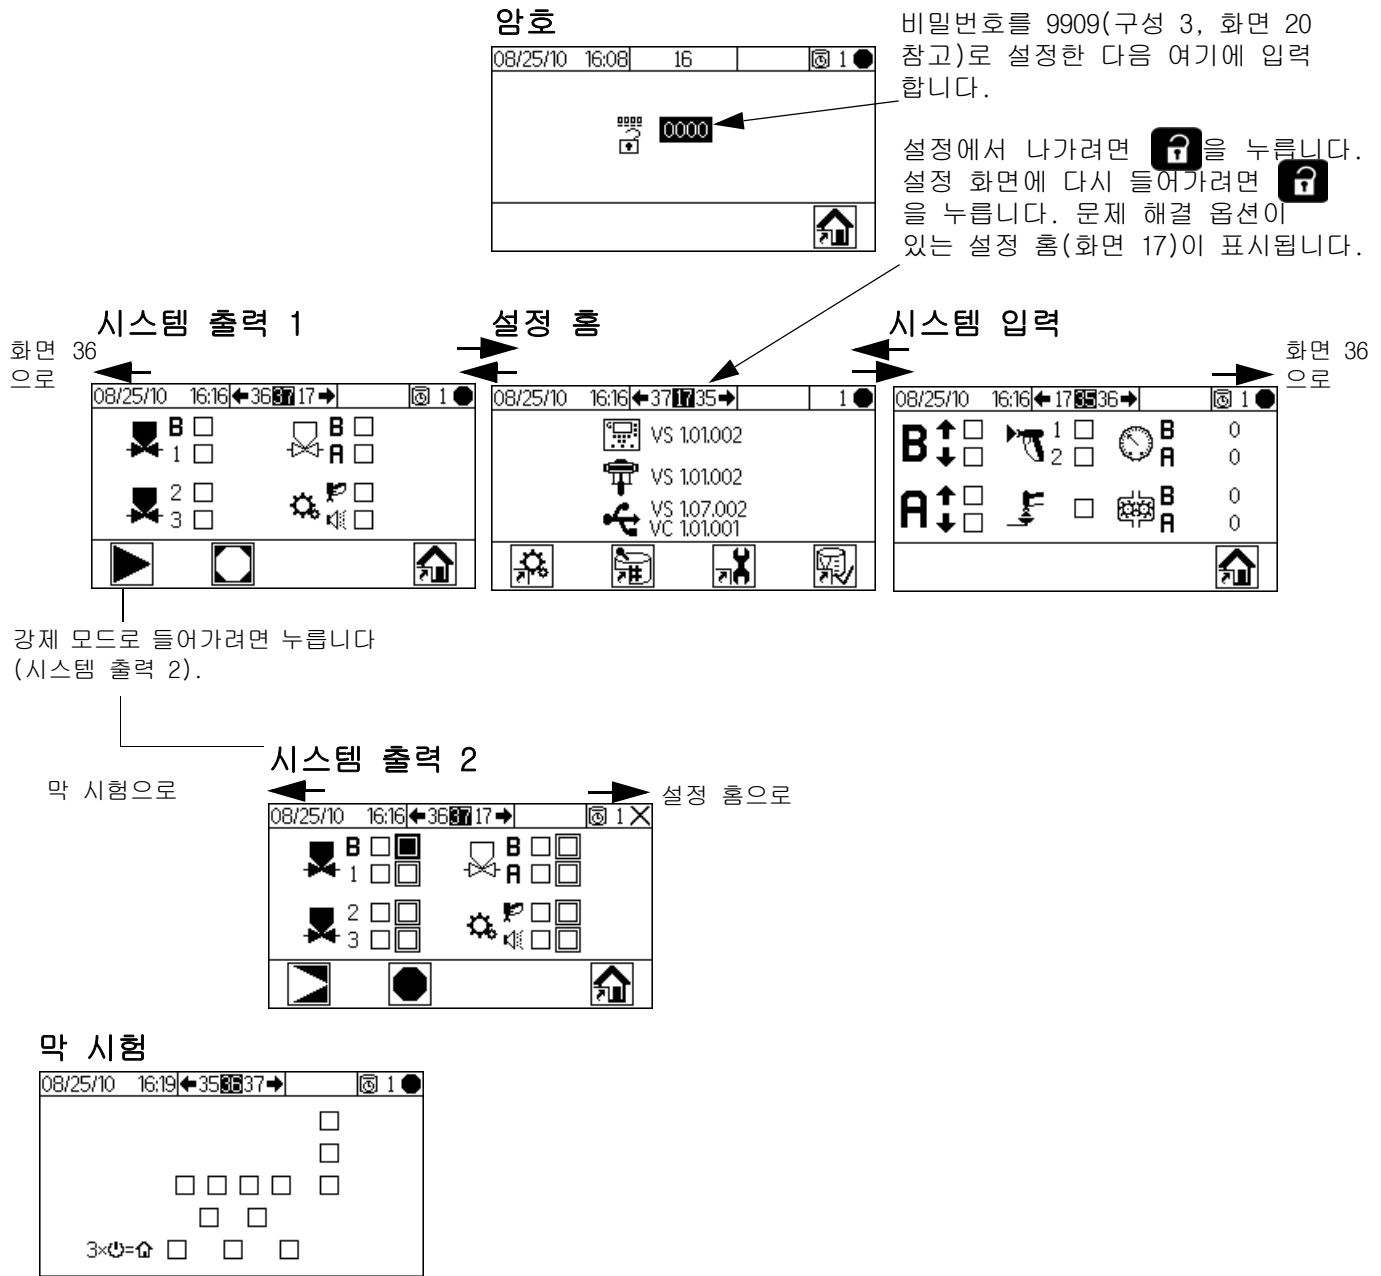 암호
비밀번호를 9909(구성 3, 화면 20
참고)로 설정한 다음 여기에 입력
합니다.
08/25/10 16:08 16 1
0000
설정에서 나가려면 을 누릅니다.
설정 화면에 다시 들어가려면
을 누릅니다. 문제 해결 옵션이
있는 설정 홈(화면 17)이 표시됩니다.
시스템 출력 1
설정 홈
시스템 입력
화면 36
으로
화면 36
으로
08/25/10 16:16 36 37 17 1
B
1
B
A
2
3
08/25/10 16:16 37 17 35 1
VS 1.01.002
VS 1.01.002
VS 1.07.002
VC 1.01.001
08/25/10 16:16 17 35 36 1
B 1 2 B 0
A 0
A B 0
A 0
강제 모드로 들어가려면 누릅니다
(시스템 출력 2).
시스템 출력 2
막 시험으로
설정 홈으로
08/25/10 16:16 36 37 17 1
B
1
B
A
2
3
막 시험
08/25/10 16:19 35 36 37 1
3×⏻=⌂